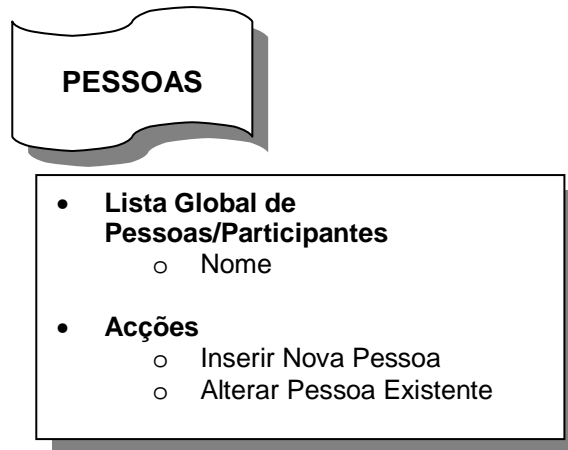 PESSOAS
• Lista Global de
Pessoas/Participantes
o Nome
• Acções
o Inserir Nova Pessoa
o Alterar Pessoa Existente